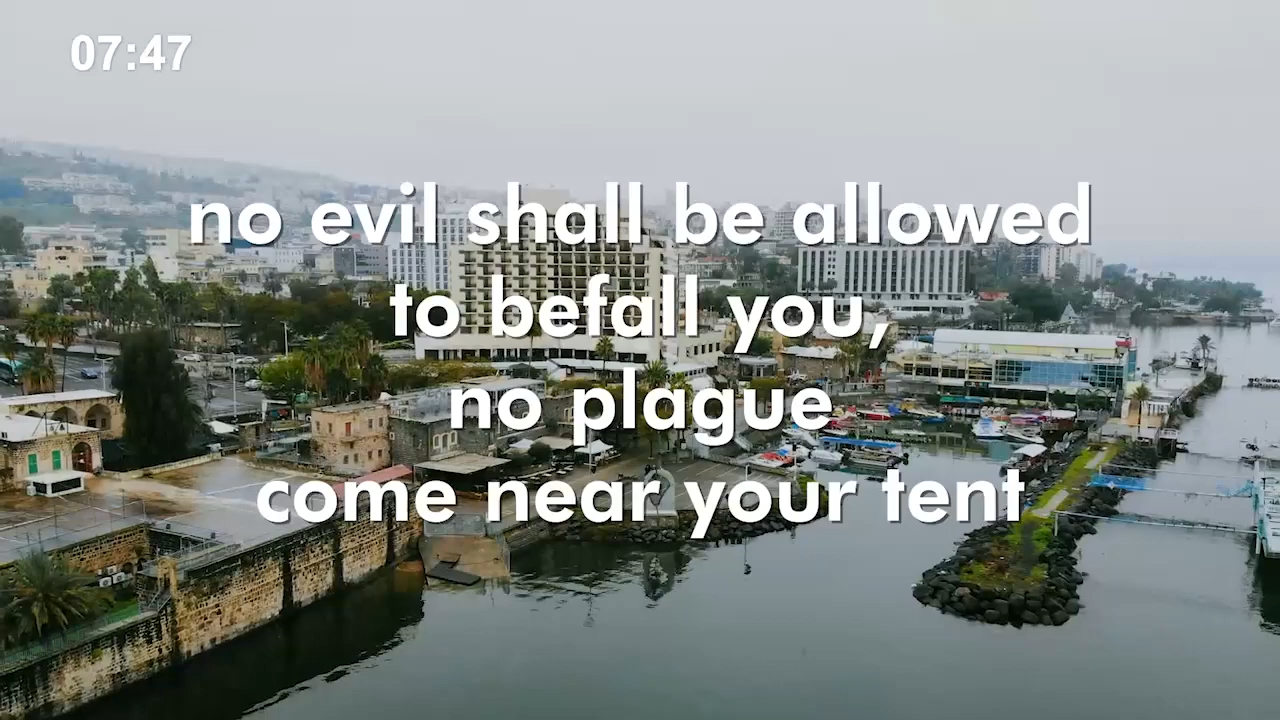 07:47
no evil shall be allowed
to befall you,
no plague
come near your tent